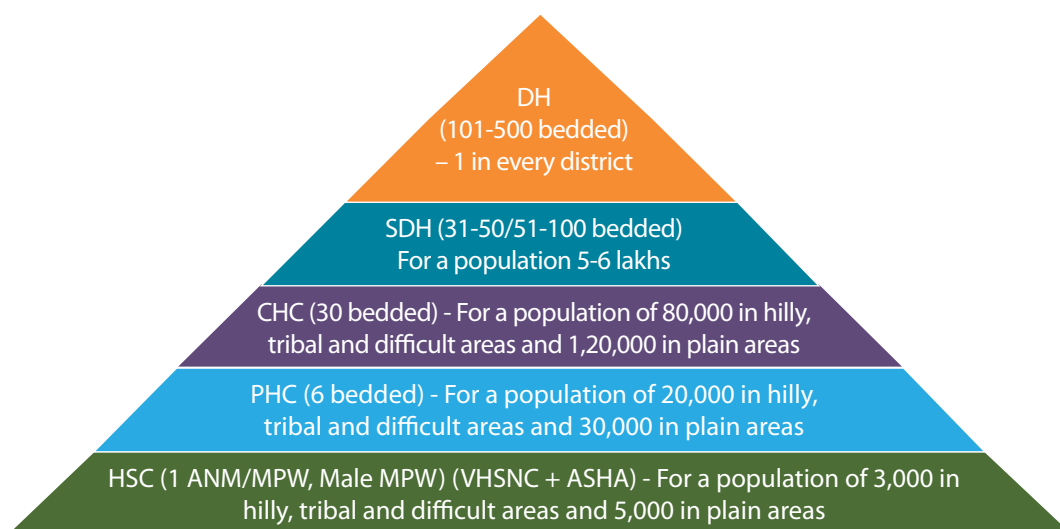 DH
(101-500 bedded)
– 1 in every district
SDH (31-50/51-100 bedded)
For a population 5-6 lakhs
CHC (30 bedded) - For a population of 80,000 in hilly,
tribal and difficult areas and 1,20,000 in plain areas
PHC (6 bedded) - For a population of 20,000 in hilly,
tribal and difficult areas and 30,000 in plain areas
HSC (1 ANM/MPW, Male MPW) (VHSNC + ASHA) - For a population of 3,000 in
hilly, tribal and difficult areas and 5,000 in plain areas